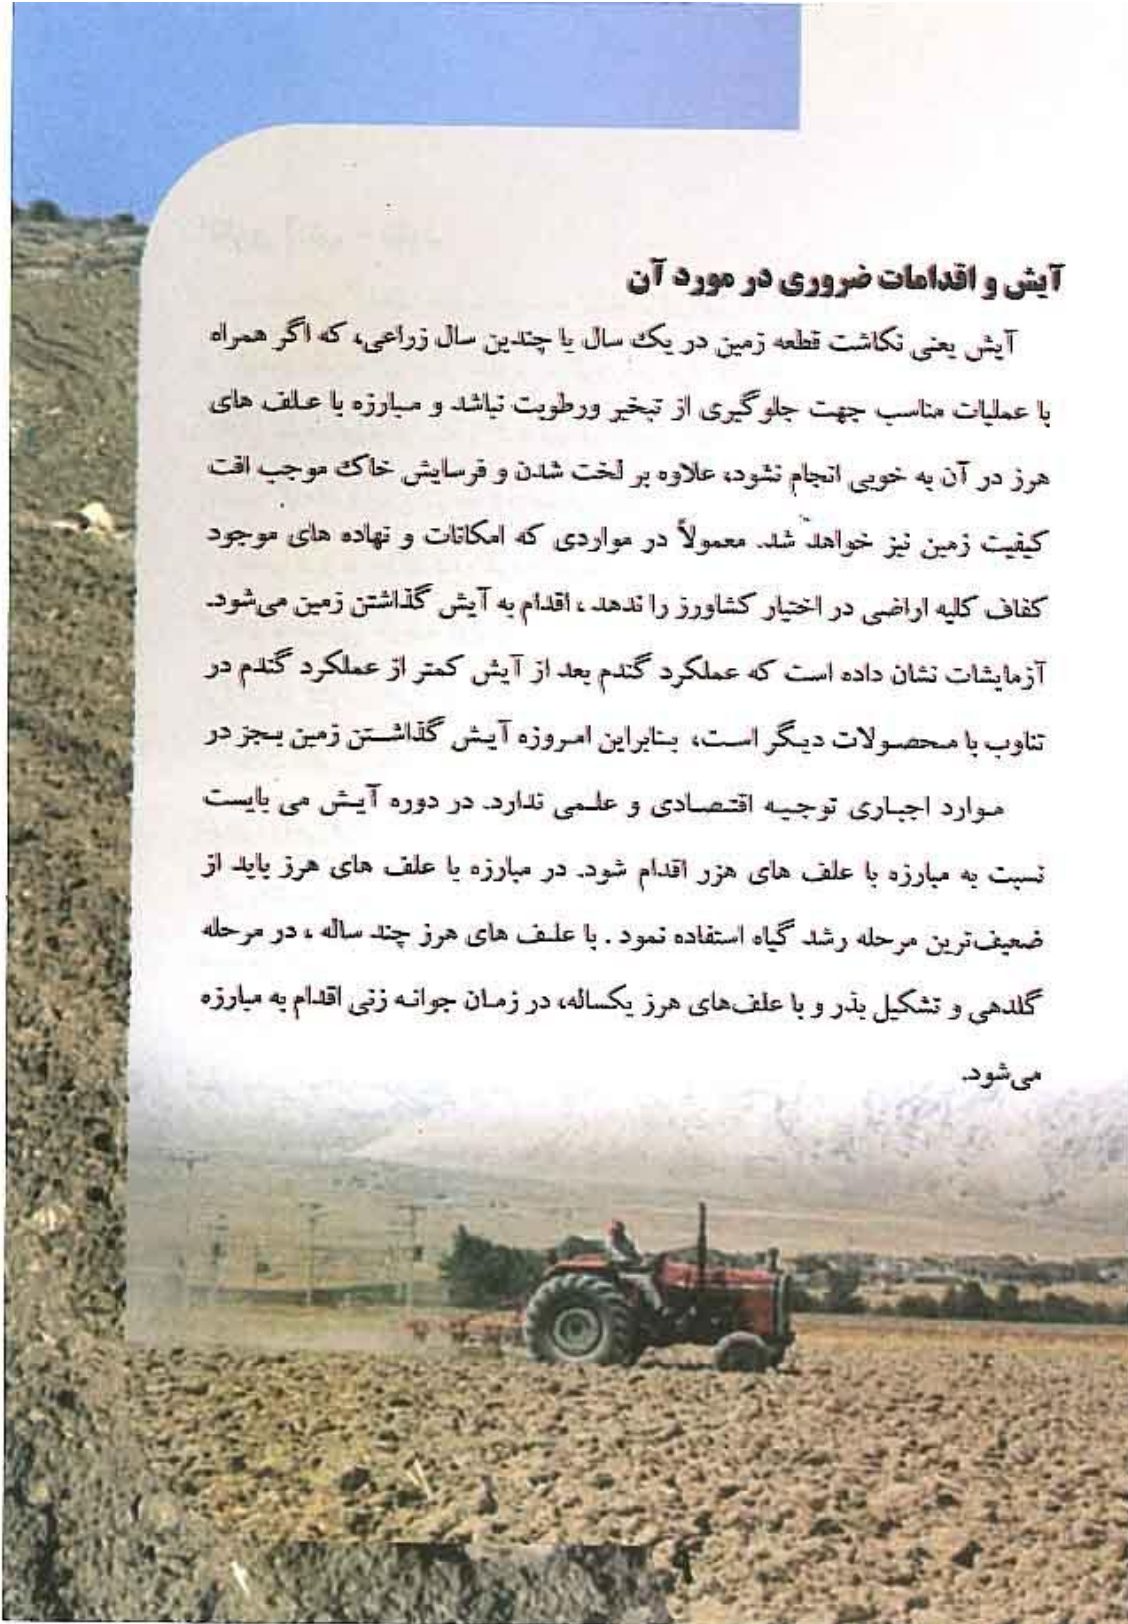 آیش و اقدامات ضروری در مورد آن
آیش یعنی نکاشت قطعه زمین در یک سال یا چندین سال زراعی، که اگر همراه
با عملیات مناسب جهت جلوگیری از تبخیر ورطوبت نباشد و مبارزه با علف های
هرز در آن به خوبی انجام نشود، علاوه بر لخت شدن و فرسایش خاک موجب افت
کیفیت زمین نیز خواهد شد. معمولاً در مواردی که امکانات و نهاده های موجود
کفاف کلیه اراضی در اختیار کشاورز را ندهد ، اقدام به آیش گذاشتن زمین می‌شود.
آزمایشات نشان داده است که عملکرد گندم بعد از آیش کمتر از عملکرد گندم در
تناوب با محصولات دیگر است، بنابراین امروزه آیش گذاشتن زمین بجز در
موارد اجباری توجیه اقتصادی و علمی ندارد. در دوره آیش می بایست
نسبت به مبارزه با علف های هزر اقدام شود. در مبارزه با علف های هرز باید از
ضعیف‌ترین مرحله رشد گیاه استفاده نمود . با علف های هرز چند ساله ، در مرحله
گلدهی و تشکیل بذر و با علف‌های هرز یکساله، در زمان جوانه زنی اقدام به مبارزه
می‌شود.